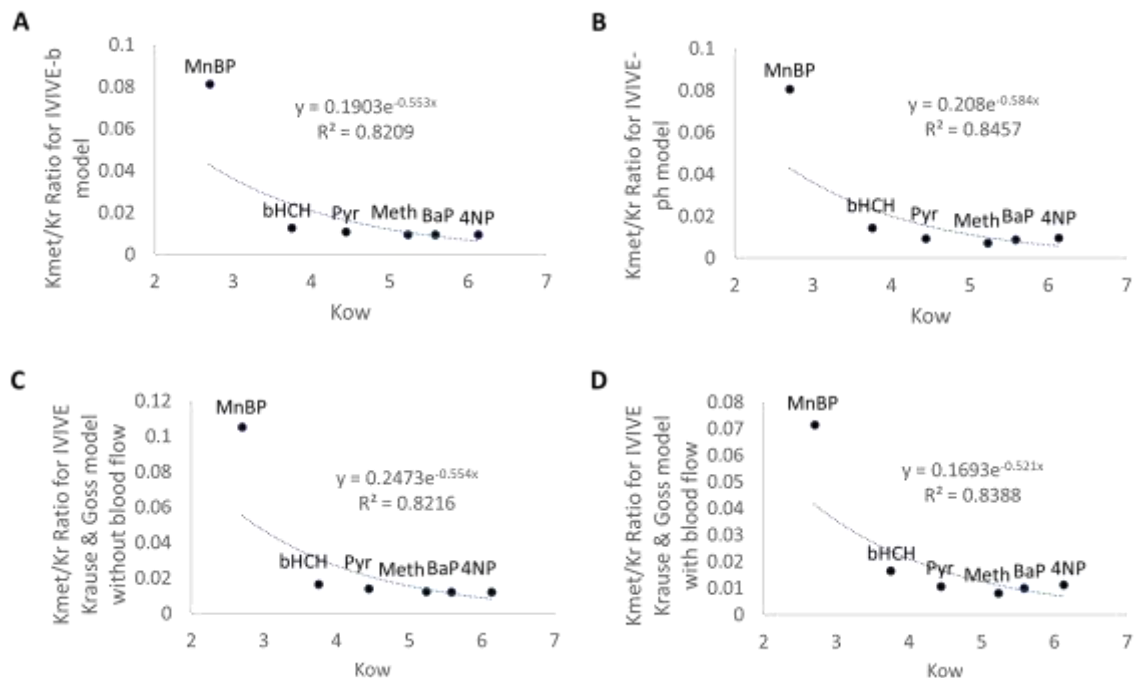 A
Kmet/Kr Ratio for IVIVE-b
model
0.1
0.08
0.06
0.04
0.02
0
MnBP
y = 0.1903e^-0.553x
R² = 0.8209
bHCH Pyr Meth BaP 4NP
2 3 4 5 6 7
Kow
B
Kmet/Kr Ratio for IVIVE-
ph model
0.1
0.08
0.06
0.04
0.02
0
MnBP
y = 0.208e^-0.584x
R² = 0.8457
bHCH Pyr Meth BaP 4NP
2 3 4 5 6 7
Kow
C
Kmet/Kr Ratio for IVIVE
Krause & Goss model
without blood flow
0.12
0.1
0.08
0.06
0.04
0.02
0
MnBP
y = 0.2473e^-0.554x
R² = 0.8216
bHCH Pyr Meth BaP 4NP
2 3 4 5 6 7
Kow
D
Kmet/Kr Ratio for IVIVE
Krause & Goss model
with blood flow
0.08
0.07
0.06
0.05
0.04
0.03
0.02
0.01
0
MnBP
y = 0.1693e^-0.521x
R² = 0.8388
bHCH Pyr Meth BaP 4NP
2 3 4 5 6 7
Kow